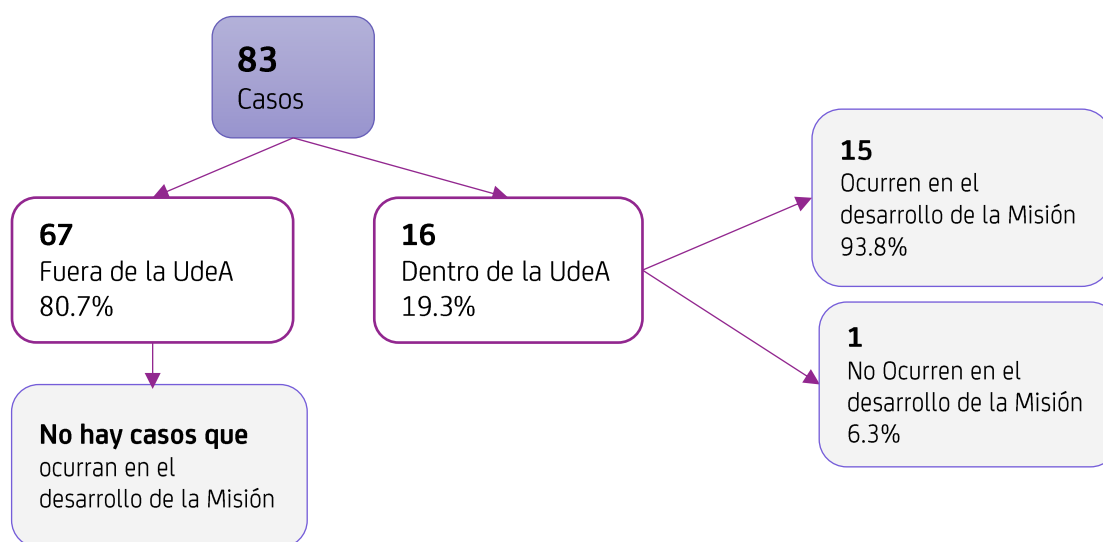 83
Casos
67
Fuera de la UdeA
80.7%
16
Dentro de la UdeA
19.3%
15
Ocurren en el
desarrollo de la Misión
93.8%
1
No Ocurren en el
desarrollo de la Misión
6.3%
No hay casos que
ocurran en el
desarrollo de la Misión